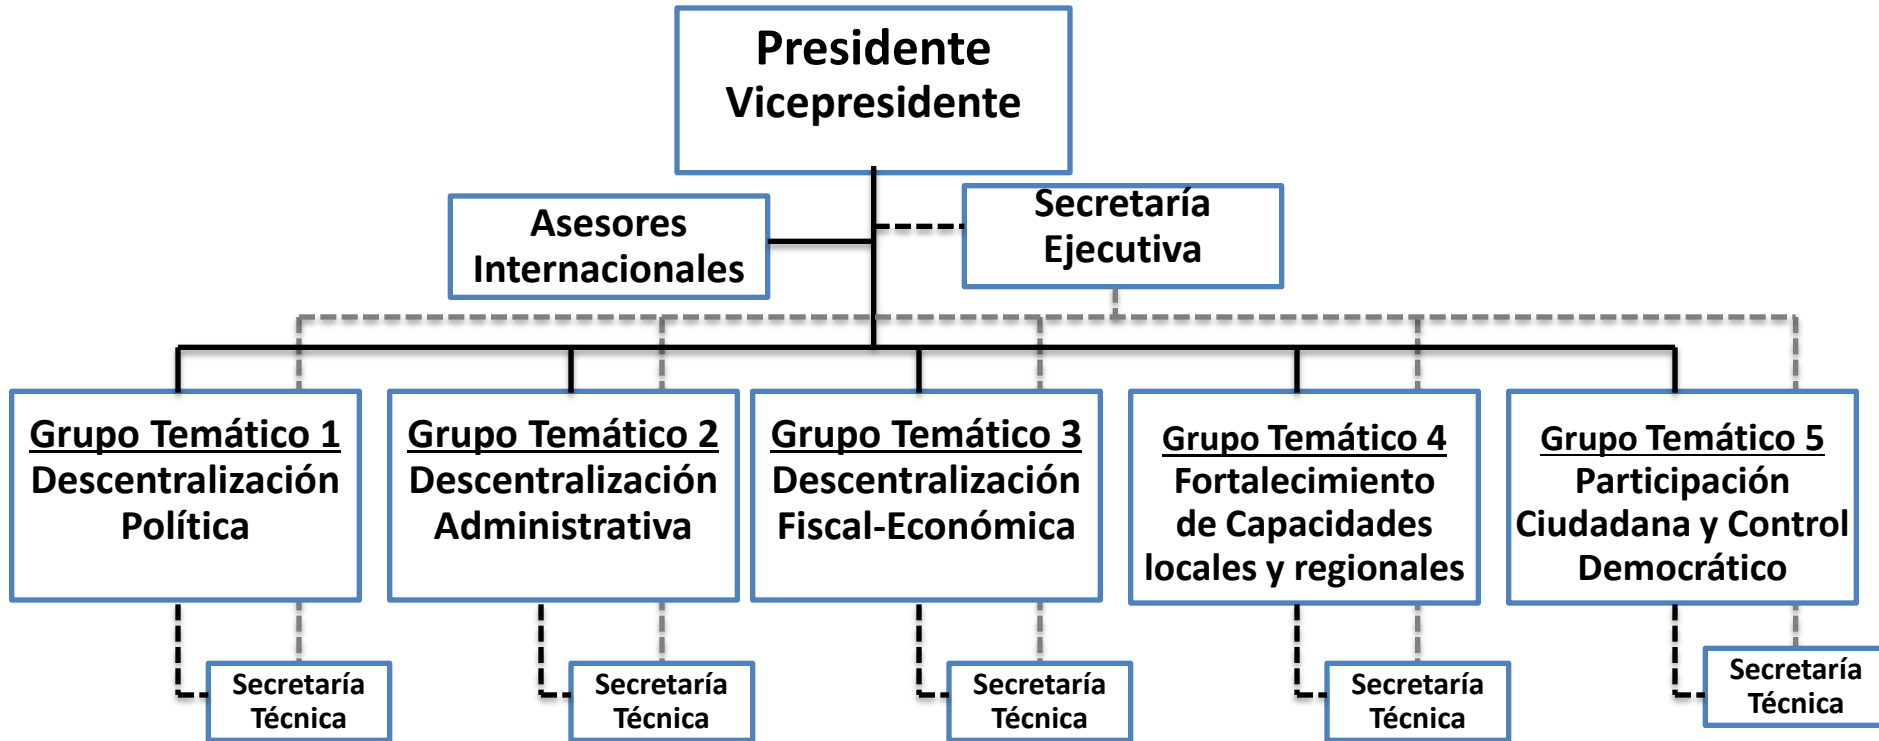 Presidente
Vicepresidente
Asesores
Internacionales
Secretaría
Ejecutiva
Grupo Temático 1
Descentralización
Política
Grupo Temático 2
Descentralización
Administrativa
Grupo Temático 3
Descentralización
Fiscal-Económica
Grupo Temático 4
Fortalecimiento
de Capacidades
locales y regionales
Grupo Temático 5
Participación
Ciudadana y Control
Democrático
Secretaría
Técnica
Secretaría
Técnica
Secretaría
Técnica
Secretaría
Técnica
Secretaría
Técnica